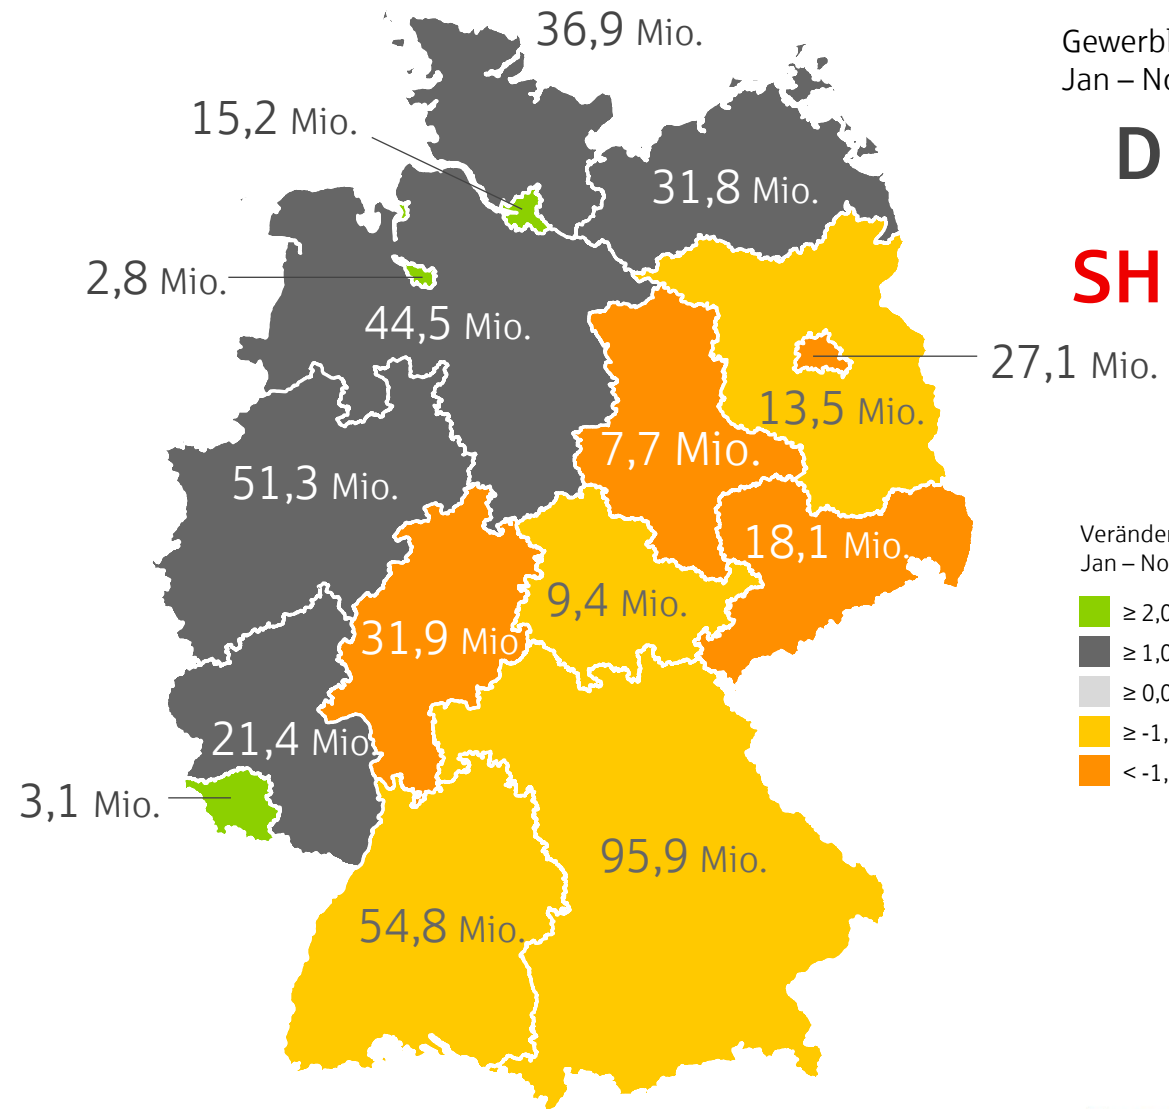 36,9 Mio.
Gewerbl
Jan – No
15,2 Mio.
D
31,8 Mio.
SH
2,8 Mio.
44,5 Mio.
27,1 Mio.
13,5 Mio.
7,7 Mio.
51,3 Mio.
18,1 Mio.
Veränder
Jan – No
9,4 Mio.
≥ 2,0
31,9 Mio
≥ 1,0
≥ 0,0
21,4 Mio
≥ -1,
< -1,
3,1 Mio.
95,9 Mio.
54,8 Mio.